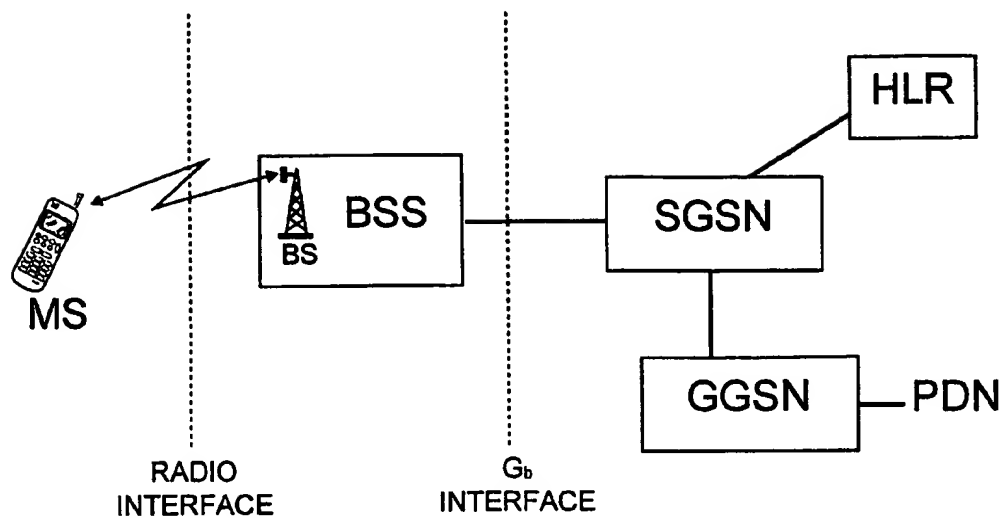 HLR
BSS
SGSN
BS
MS
GGSN
PDN
RADIO
INTERFACE
Gb
INTERFACE